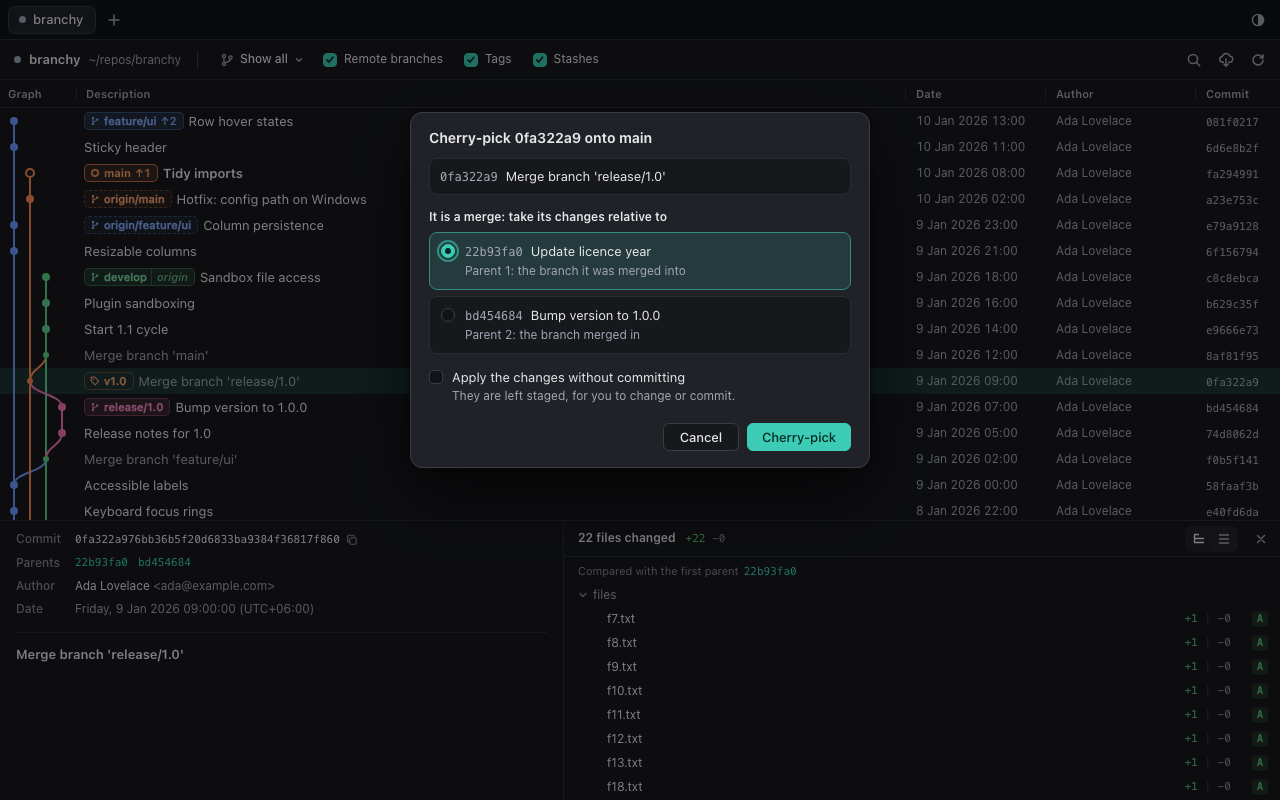 branchy
branchy ~/repos/branchy Show all Remote branches Tags Stashes
Graph Description Date Author Commit
feature/ui ↑2 Row hover states 10 Jan 2026 13:00 Ada Lovelace 081f0217
Sticky header 10 Jan 2026 11:00 Ada Lovelace 6d6e8b2f
main ↑1 Tidy imports 10 Jan 2026 08:00 Ada Lovelace fa294991
origin/main Hotfix: config path on Windows 10 Jan 2026 02:00 Ada Lovelace a23e753c
origin/feature/ui Column persistence 9 Jan 2026 23:00 Ada Lovelace e79a9128
Resizable columns 9 Jan 2026 21:00 Ada Lovelace 6f156794
develop origin Sandbox file access 9 Jan 2026 18:00 Ada Lovelace c8c8ebca
Plugin sandboxing 9 Jan 2026 16:00 Ada Lovelace b629c35f
Start 1.1 cycle 9 Jan 2026 14:00 Ada Lovelace e9666e73
Merge branch 'main' 9 Jan 2026 12:00 Ada Lovelace 8af81f95
v1.0 Merge branch 'release/1.0' 9 Jan 2026 09:00 Ada Lovelace 0fa322a9
release/1.0 Bump version to 1.0.0 9 Jan 2026 07:00 Ada Lovelace bd454684
Release notes for 1.0 9 Jan 2026 05:00 Ada Lovelace 74d8062d
Merge branch 'feature/ui' 9 Jan 2026 02:00 Ada Lovelace f0b5f141
Accessible labels 9 Jan 2026 00:00 Ada Lovelace 58faaf3b
Keyboard focus rings 8 Jan 2026 22:00 Ada Lovelace e40fd6da
Cherry-pick 0fa322a9 onto main
0fa322a9 Merge branch 'release/1.0'
It is a merge: take its changes relative to
22b93fa0 Update licence year
Parent 1: the branch it was merged into
bd454684 Bump version to 1.0.0
Parent 2: the branch merged in
Apply the changes without committing
They are left staged, for you to change or commit.
Cancel Cherry-pick
Commit 0fa322a976bb36b5f20d6833ba9384f36817f860
Parents 22b93fa0 bd454684
Author Ada Lovelace <ada@example.com>
Date Friday, 9 Jan 2026 09:00:00 (UTC+06:00)
Merge branch 'release/1.0'
22 files changed +22 −0
Compared with the first parent 22b93fa0
files
f7.txt +1 −0 A
f8.txt +1 −0 A
f9.txt +1 −0 A
f10.txt +1 −0 A
f11.txt +1 −0 A
f12.txt +1 −0 A
f13.txt +1 −0 A
f18.txt +1 −0 A